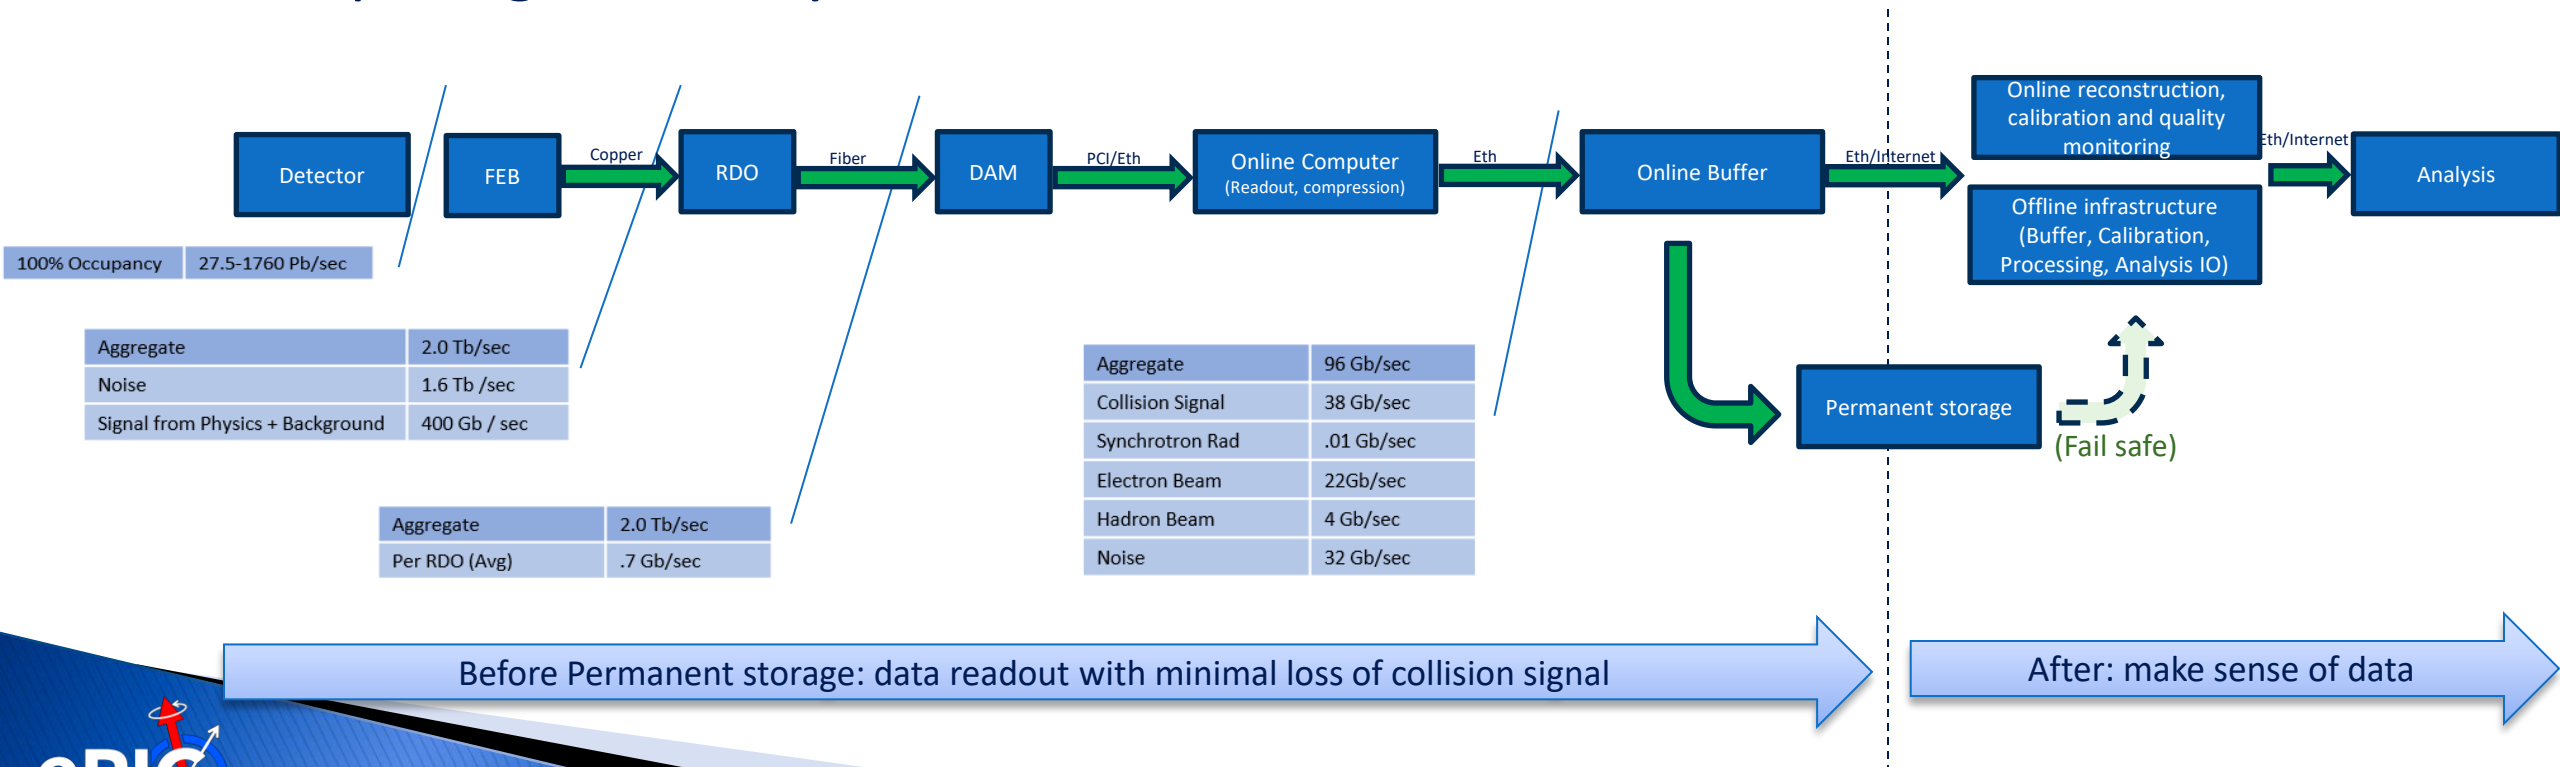 Detector
FEB
Copper
RDO
Fiber
DAM
PCI/Eth
Online Computer
(Readout, compression)
Eth
Online Buffer
Eth/Internet
Online reconstruction,
calibration and quality
monitoring
Offline infrastructure
(Buffer, Calibration,
Processing, Analysis IO)
Eth/Internet
Analysis
100% Occupancy 27.5-1760 Pb/sec
Aggregate 2.0 Tb/sec
Noise 1.6 Tb /sec
Signal from Physics + Background 400 Gb / sec
Aggregate 2.0 Tb/sec
Per RDO (Avg) .7 Gb/sec
Aggregate 96 Gb/sec
Collision Signal 38 Gb/sec
Synchrotron Rad .01 Gb/sec
Electron Beam 22Gb/sec
Hadron Beam 4 Gb/sec
Noise 32 Gb/sec
Permanent storage
(Fail safe)
Before Permanent storage: data readout with minimal loss of collision signal
After: make sense of data
ePIC